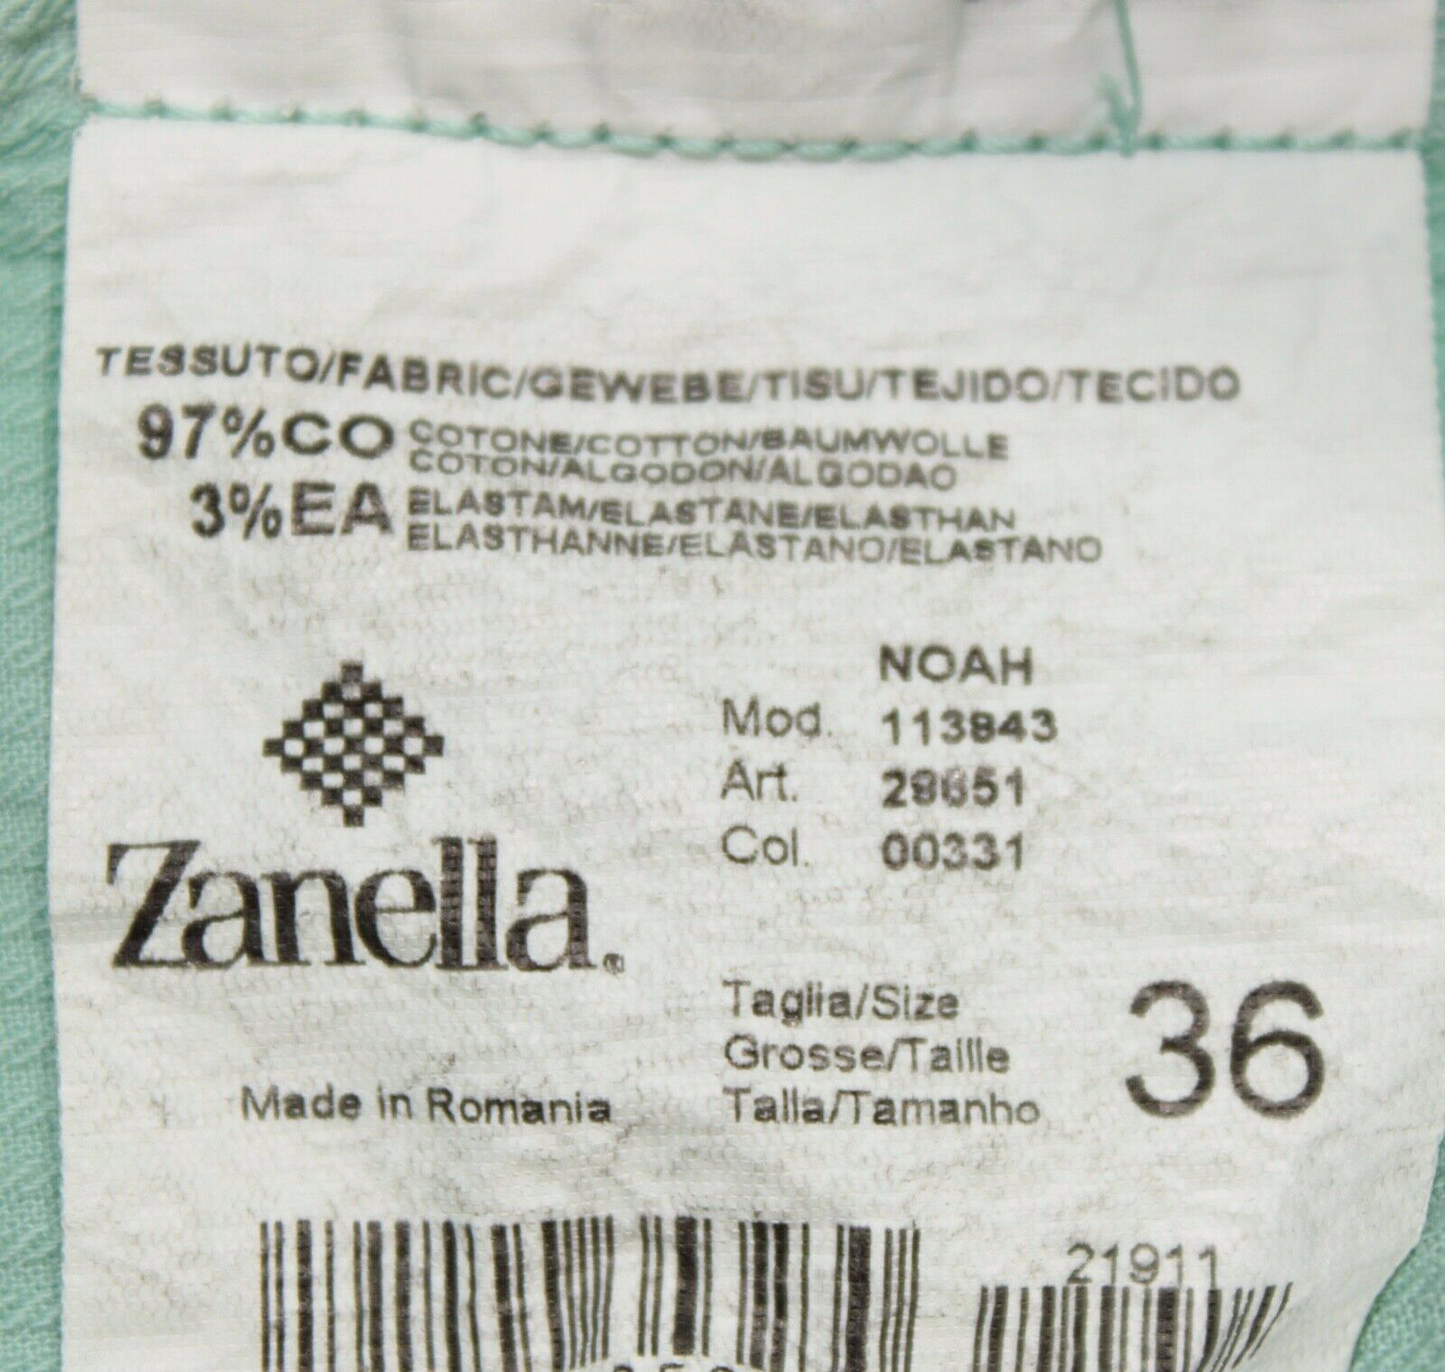 TESSUTO/FABRIC/GEWEBE/TISU/TEJIDO/TECIDO
97%CO COTONE/COTTON/BAUMWOLLE
COTON/ALGODON/ALGODAO
3%EA ELASTAM/ELASTANE/ELASTHAN
ELASTHANNE/ELASTANO/ELASTANO
NOAH
Mod. 113843
Art. 28651
Col. 00331
Zanella®
Taglia/Size
Grosse/Taille
Talla/Tamanho
36
Made in Romania
21911